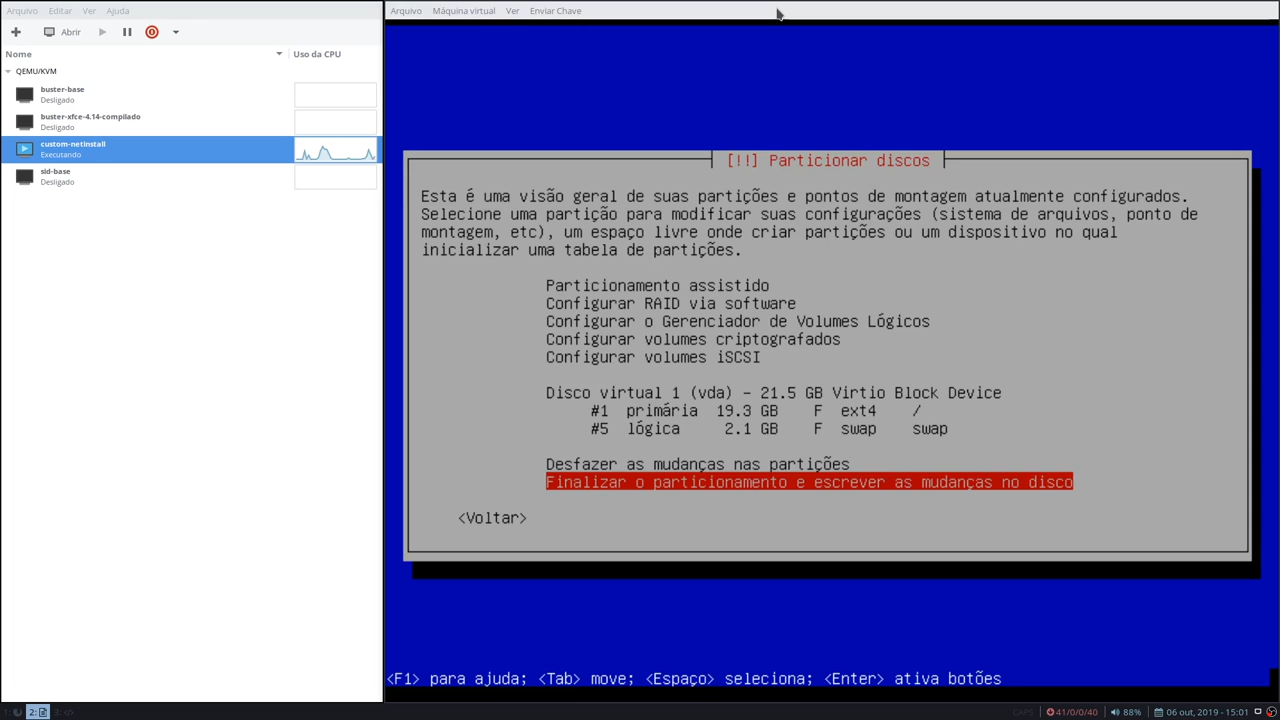 Arquivo Editar Ver Ajuda
Abrir
Nome Uso da CPU
QEMU/KVM
buster-base
Desligado
buster-xfce-4.14-compilado
Desligado
custom-netinstall
Executando
sid-base
Desligado
Arquivo Máquina virtual Ver Enviar Chave
[!!] Particionar discos
Esta é uma visão geral de suas partições e pontos de montagem atualmente configurados.
Selecione uma partição para modificar suas configurações (sistema de arquivos, ponto de
montagem, etc), um espaço livre onde criar partições ou um dispositivo no qual
inicializar uma tabela de partições.
Particionamento assistido
Configurar RAID via software
Configurar o Gerenciador de Volumes Lógicos
Configurar volumes criptografados
Configurar volumes iSCSI
Disco virtual 1 (vda) – 21.5 GB Virtio Block Device
#1 primária 19.3 GB F ext4 /
#5 lógica 2.1 GB F swap swap
Desfazer as mudanças nas partições
Finalizar o particionamento e escrever as mudanças no disco
<Voltar>
<F1> para ajuda; <Tab> move; <Espaço> seleciona; <Enter> ativa botões
1: 2: 3: </> CAPS 41/0/0/40 88% 06 out, 2019 - 15:01